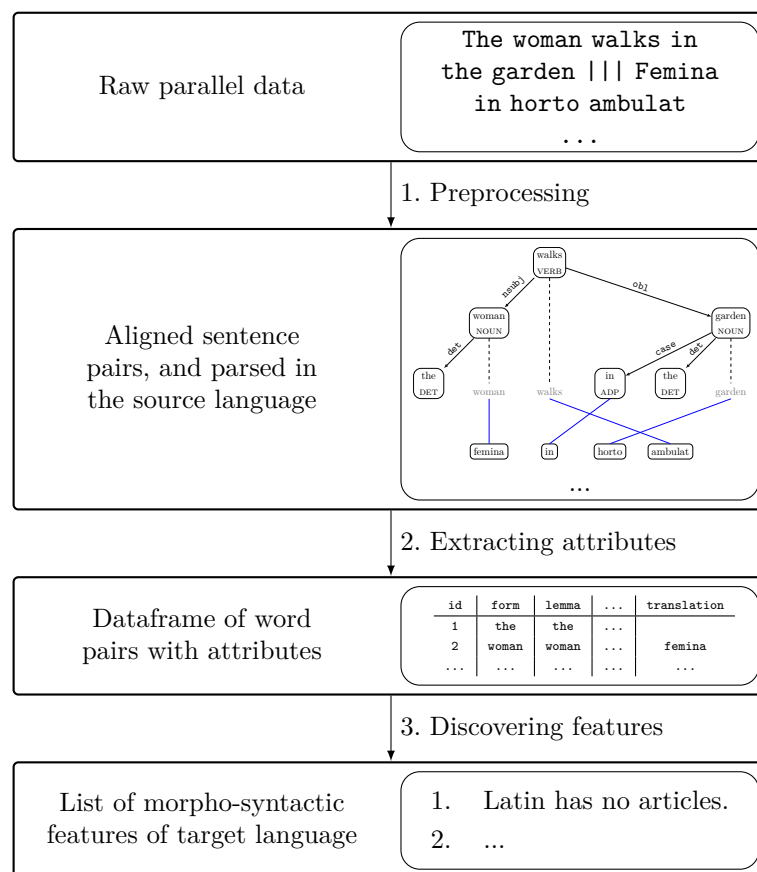 Raw parallel data
The woman walks in
the garden ||| Femina
in horto ambulat
...
1. Preprocessing
Aligned sentence
pairs, and parsed in
the source language
walks
VERB
nsubj
obl
woman
NOUN
garden
NOUN
det
case
det
the
DET
woman
walks
in
ADP
the
DET
garden
femina
in
horto
ambulat
...
2. Extracting attributes
Dataframe of word
pairs with attributes
id form lemma ... translation
1 the the ...
2 woman woman ... femina
... ... ... ... ...
3. Discovering features
List of morpho-syntactic
features of target language
1. Latin has no articles.
2. ...